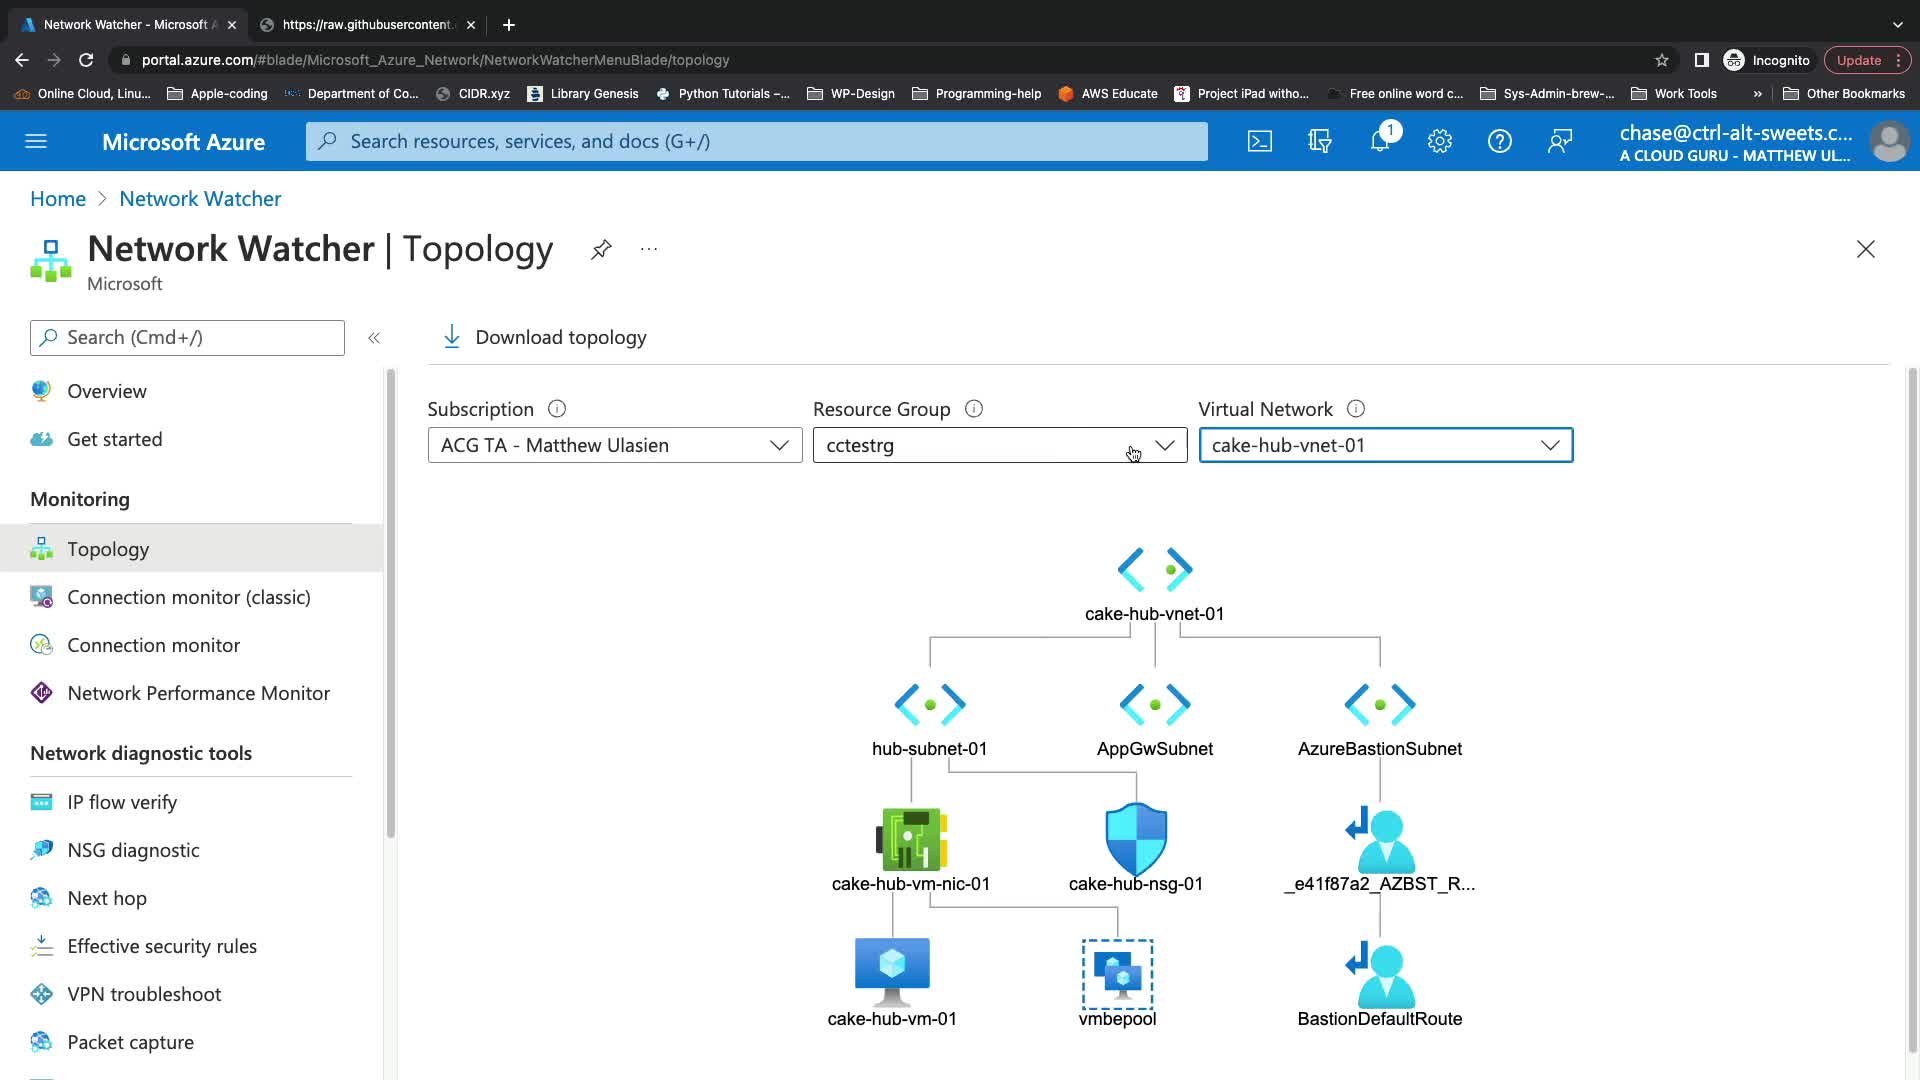 Network Watcher - Microsoft A
https://raw.githubusercontent.
portal.azure.com/#blade/Microsoft_Azure_Network/NetworkWatcherMenuBlade/topology
Incognito
Update
Online Cloud, Linu...
Apple-coding
Department of Co...
CIDR.xyz
Library Genesis
Python Tutorials –...
WP-Design
Programming-help
AWS Educate
Project iPad witho...
Free online word c...
Sys-Admin-brew-...
Work Tools
»
Other Bookmarks
Microsoft Azure
Search resources, services, and docs (G+/)
1
chase@ctrl-alt-sweets.c...
A CLOUD GURU - MATTHEW UL...
Home > Network Watcher
Network Watcher | Topology
...
Microsoft
Search (Cmd+/)
«
Download topology
Overview
Get started
Monitoring
Topology
Connection monitor (classic)
Connection monitor
Network Performance Monitor
Network diagnostic tools
IP flow verify
NSG diagnostic
Next hop
Effective security rules
VPN troubleshoot
Packet capture
Subscription
Resource Group
Virtual Network
ACG TA - Matthew Ulasien
cctestrg
cake-hub-vnet-01
cake-hub-vnet-01
hub-subnet-01
AppGwSubnet
AzureBastionSubnet
cake-hub-vm-nic-01
cake-hub-nsg-01
_e41f87a2_AZBST_R...
cake-hub-vm-01
vmbepool
BastionDefaultRoute